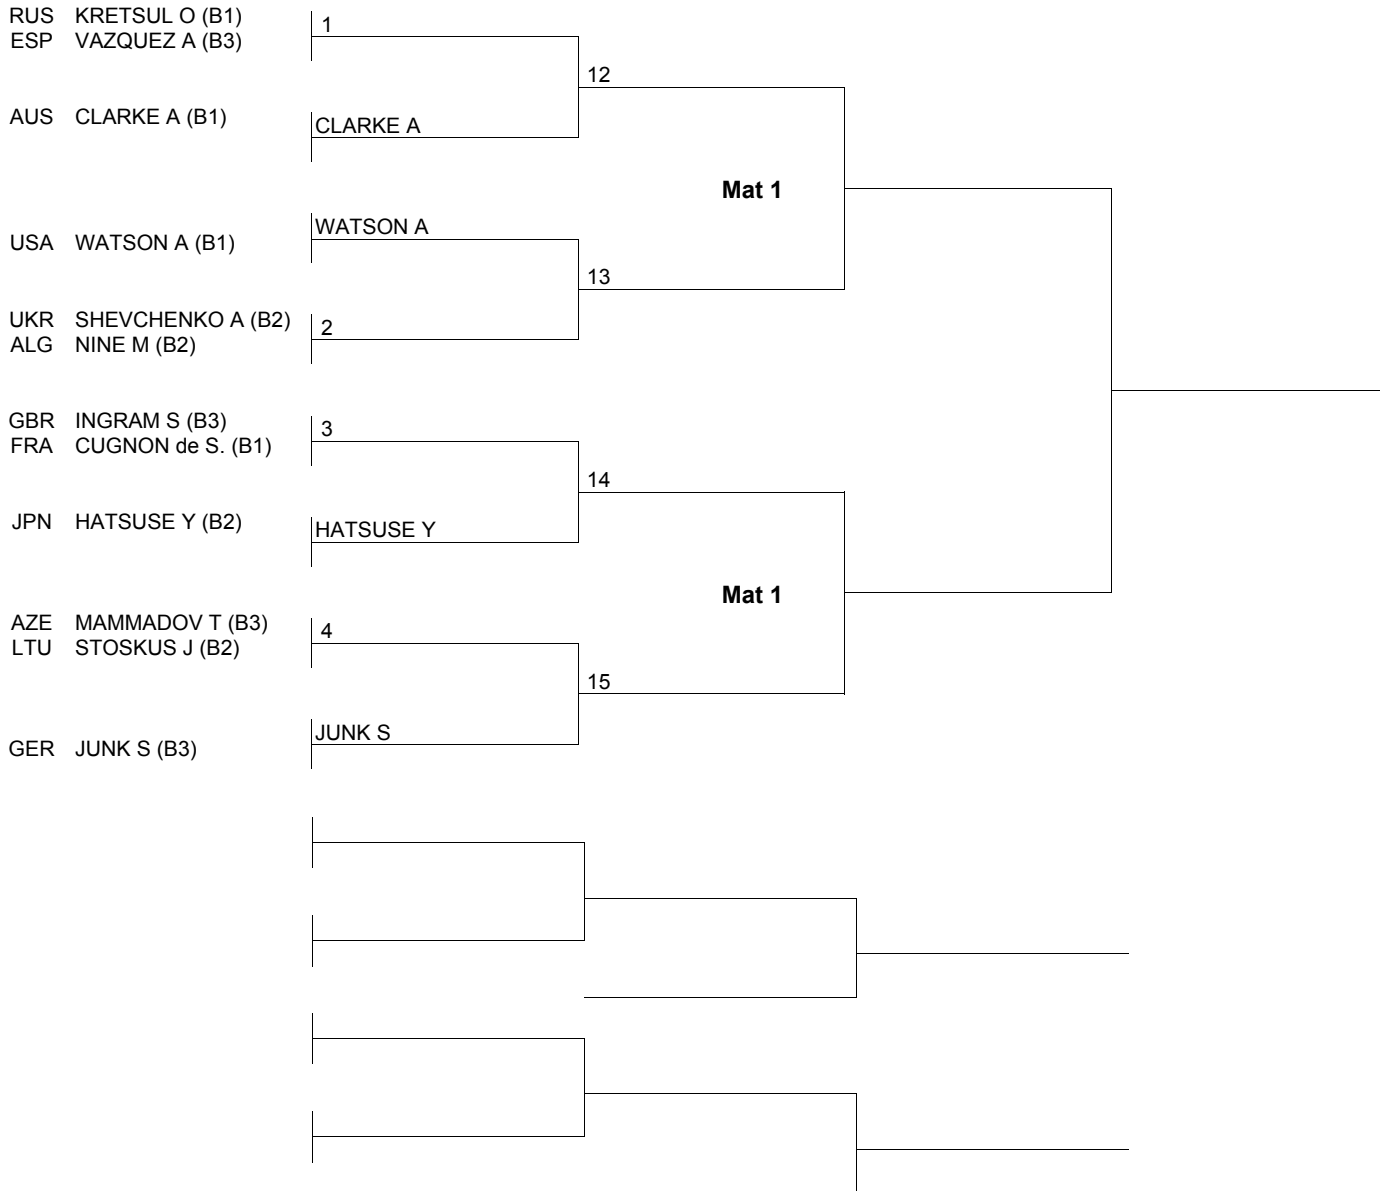 RUS KRETSUL O (B1)
1
ESP VAZQUEZ A (B3)
12
AUS CLARKE A (B1)
CLARKE A
Mat 1
WATSON A
USA WATSON A (B1)
13
UKR SHEVCHENKO A (B2)
2
ALG NINE M (B2)
GBR INGRAM S (B3)
3
FRA CUGNON de S. (B1)
14
JPN HATSUSE Y (B2)
HATSUSE Y
Mat 1
AZE MAMMADOV T (B3)
4
LTU STOSKUS J (B2)
15
JUNK S
GER JUNK S (B3)